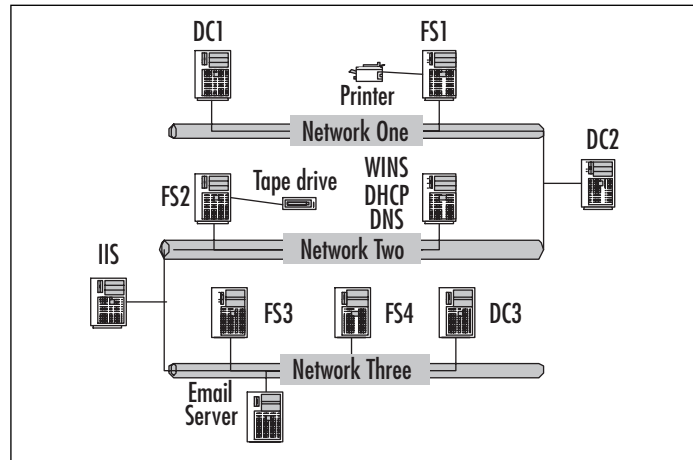 DC1
FS1
Printer
Network One
DC2
FS2
Tape drive
WINS
DHCP
DNS
Network Two
IIS
FS3
FS4
DC3
Network Three
Email
Server